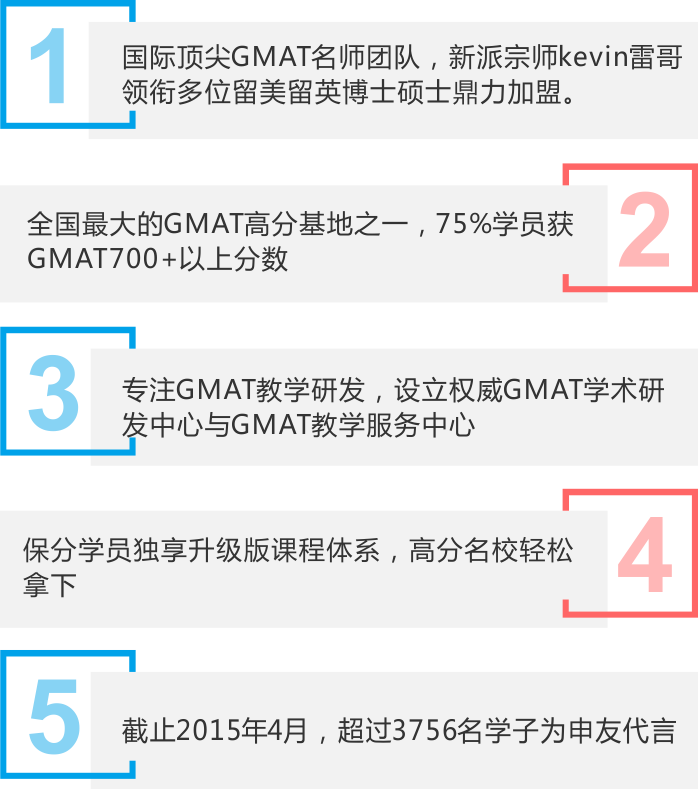 1
国际顶尖GMAT名师团队，新派宗师kevin雷哥
领衔多位留美留英博士硕士鼎力加盟。
全国最大的GMAT高分基地之一，75%学员获
GMAT700+以上分数
2
3
专注GMAT教学研发，设立权威GMAT学术研
发中心与GMAT教学服务中心
保分学员独享升级版课程体系，高分名校轻松
拿下
4
5
截止2015年4月，超过3756名学子为申友代言